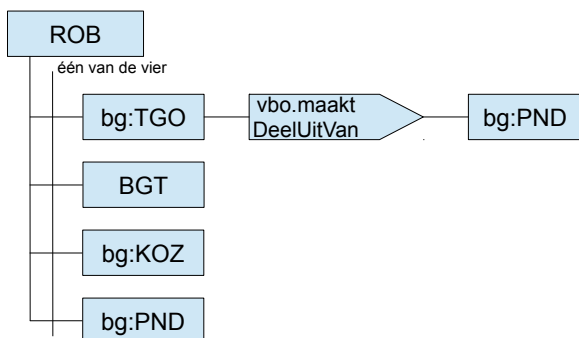 ROB
één van de vier
bg:TGO
vbo.maakt
DeelUitVan
bg:PND
BGT
bg:KOZ
bg:PND